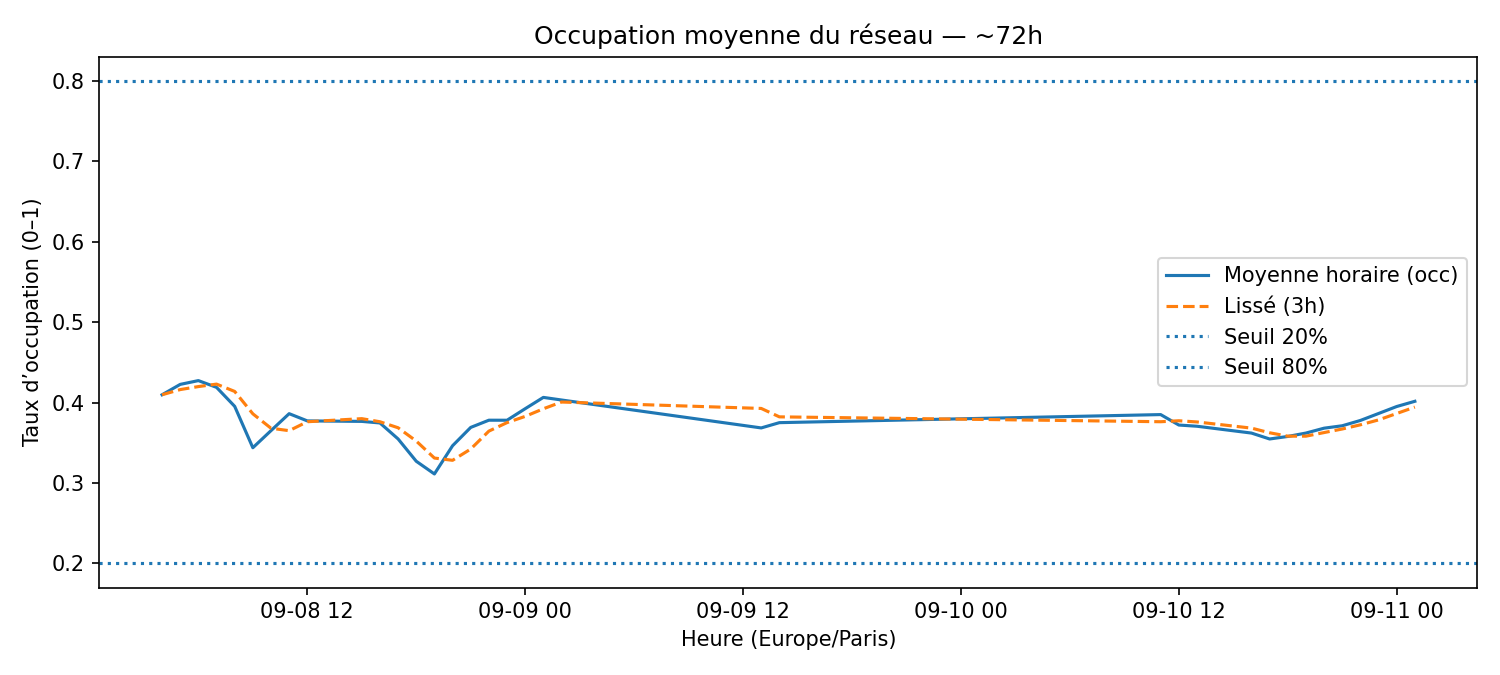 Occupation moyenne du réseau — ~72h
Taux d’occupation (0–1)
0.8
0.7
0.6
0.5
0.4
0.3
0.2
Moyenne horaire (occ)
Lissé (3h)
Seuil 20%
Seuil 80%
09-08 12
09-09 00
09-09 12
09-10 00
09-10 12
09-11 00
Heure (Europe/Paris)